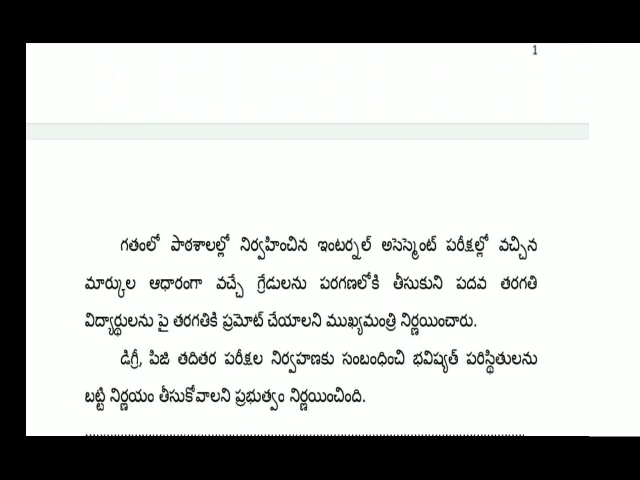 1
గతంలో పాఠశాలల్లో నిర్వహించిన ఇంటర్నల్ అసెస్మెంట్ పరీక్షల్లో వచ్చిన
మార్కుల ఆధారంగా వచ్చే గ్రేడులను పరగణలోకి తీసుకుని పదవ తరగతి
విద్యార్థులను పై తరగతికి ప్రమోట్ చేయాలని ముఖ్యమంత్రి నిర్ణయించారు.
డిగ్రీ, పిజి తదితర పరీక్షల నిర్వహణకు సంబంధించి భవిష్యత్ పరిస్థితులను
బట్టి నిర్ణయం తీసుకోవాలని ప్రభుత్వం నిర్ణయించింది.